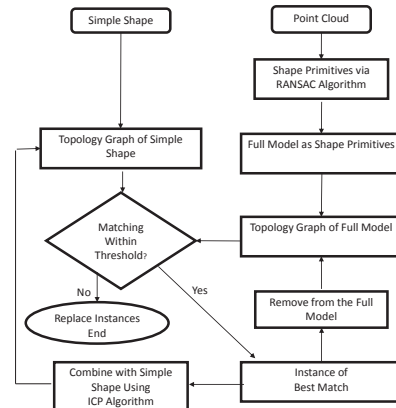 Simple Shape
Point Cloud
Shape Primitives via
RANSAC Algorithm
Topology Graph of Simple
Shape
Full Model as Shape Primitives
Matching
Within
Threshold?
Topology Graph of Full Model
No
Yes
Replace Instances
End
Remove from the Full
Model
Combine with Simple
Shape Using
ICP Algorithm
Instance of
Best Match